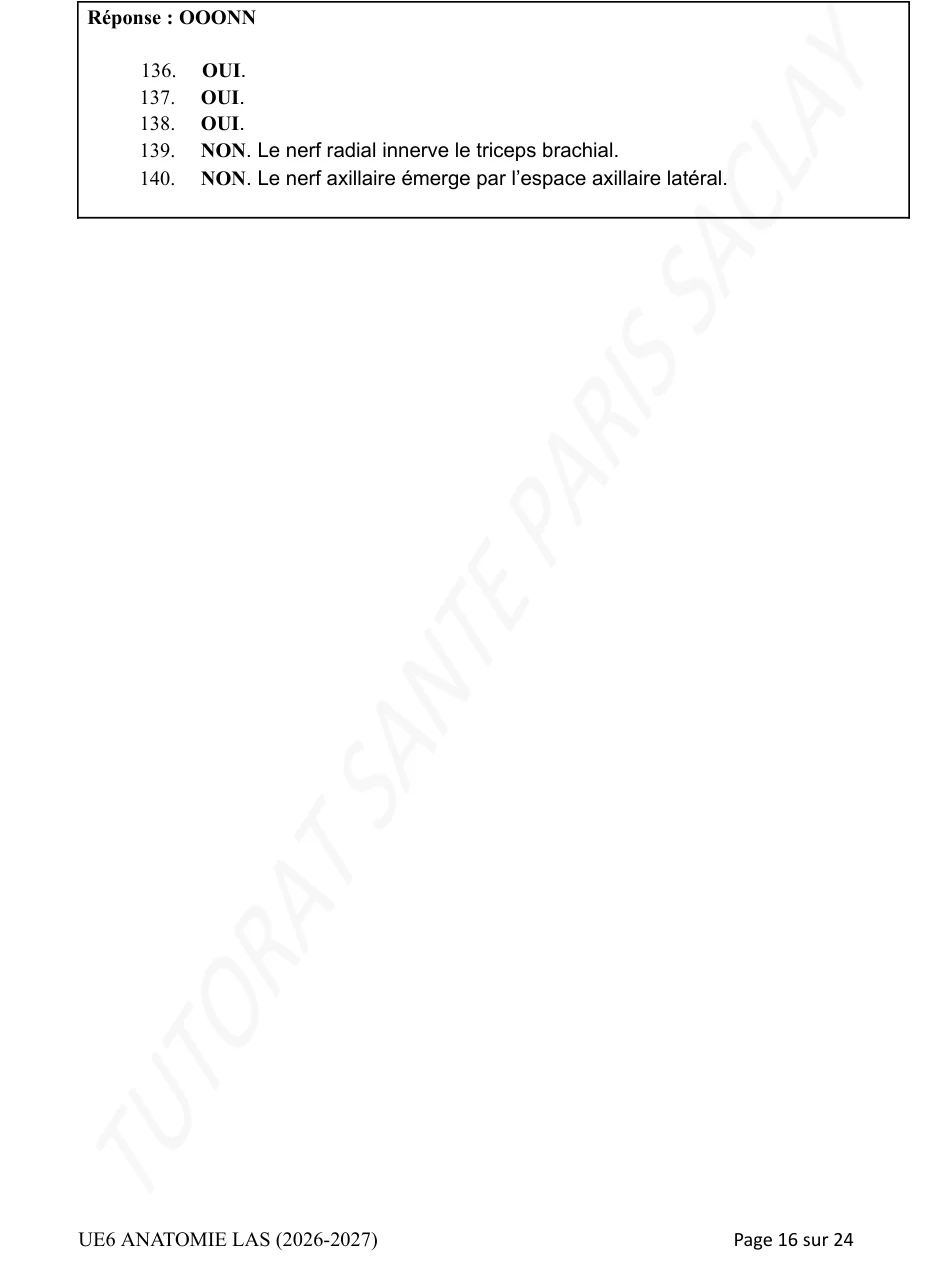 Réponse : OOONN
136. OUI.
137. OUI.
138. OUI.
139. NON. Le nerf radial innerve le triceps brachial.
140. NON. Le nerf axillaire émerge par l’espace axillaire latéral.
TUTORAT SANTE PARIS SACLAY
UE6 ANATOMIE LAS (2026-2027)
Page 16 sur 24